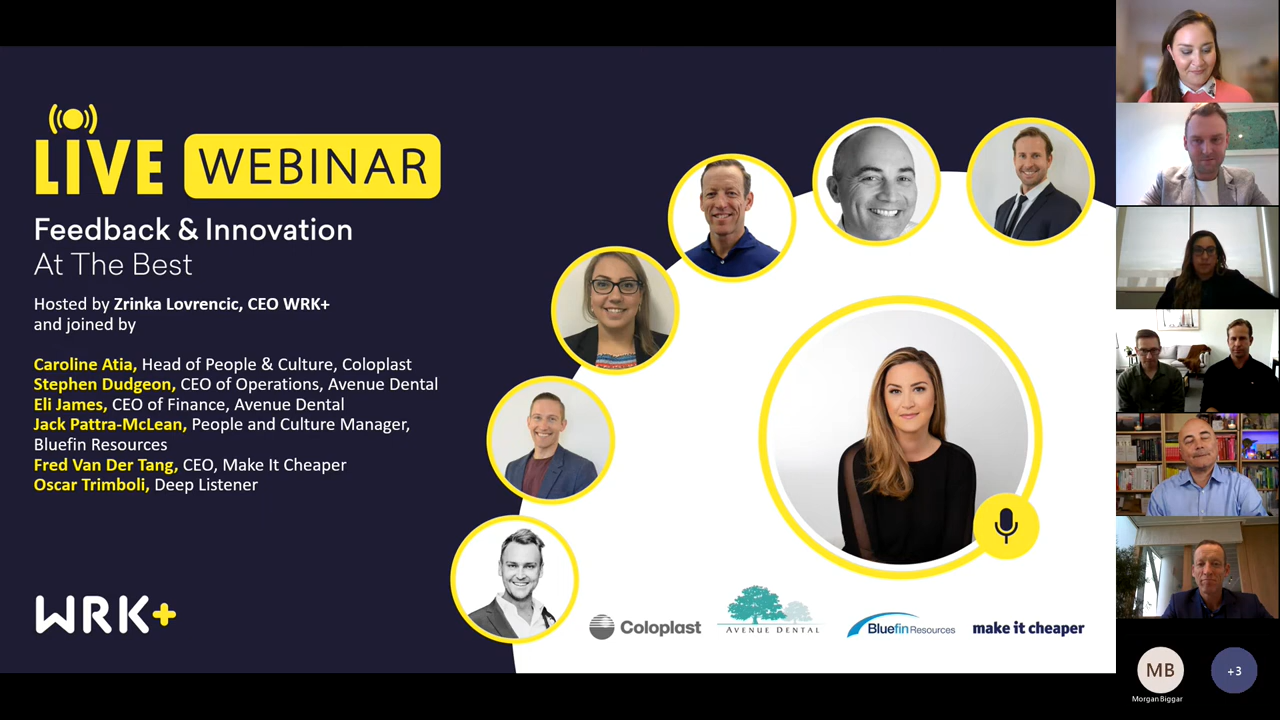 LIVE WEBINAR
Feedback & Innovation
At The Best
Hosted by Zrinka Lovrencic, CEO WRK+
and joined by
Caroline Atia, Head of People & Culture, Coloplast
Stephen Dudgeon, CEO of Operations, Avenue Dental
Eli James, CEO of Finance, Avenue Dental
Jack Pattra-McLean, People and Culture Manager,
Bluefin Resources
Fred Van Der Tang, CEO, Make It Cheaper
Oscar Trimboli, Deep Listener
WRK+
Coloplast
AVENUE DENTAL
Bluefin Resources
make it cheaper
MB
Morgan Biggar
+3